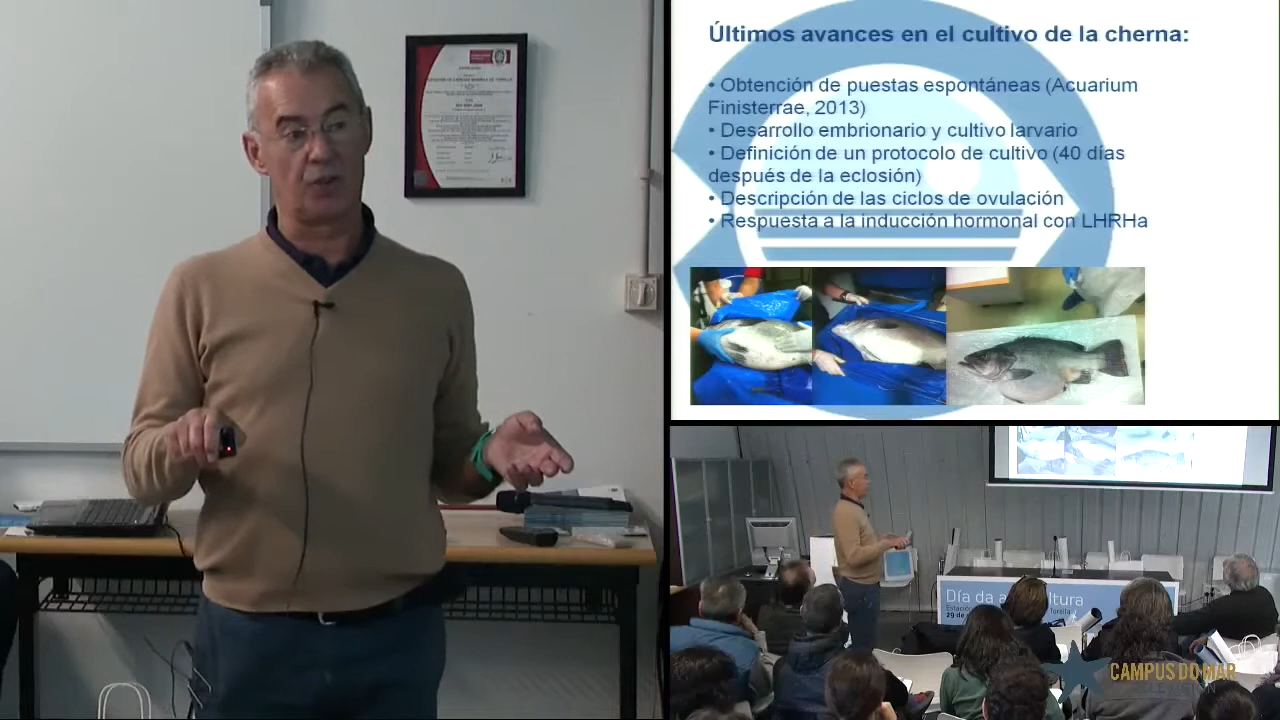 Últimos avances en el cultivo de la cherna:
• Obtención de puestas espontáneas (Acuarium
Finisterrae, 2013)
• Desarrollo embrionario y cultivo larvario
• Definición de un protocolo de cultivo (40 días
después de la eclosión)
• Descripción de las ciclos de ovulación
• Respuesta a la inducción hormonal con LHRHa
Día da a
ultura
CAMPUS DO MAR